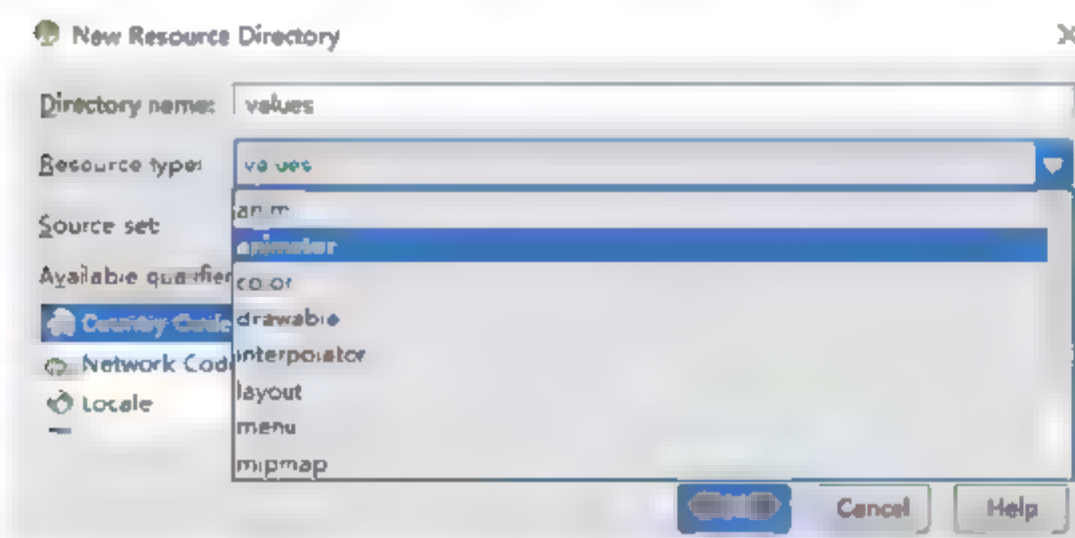 New Resource Directory
Directory name: values
Resource type: values
anim
Source set:
animator
Available qualifier
color
Country Code
drawable
Network Code
interpolator
Locale
layout
menu
mipmap
Cancel Help